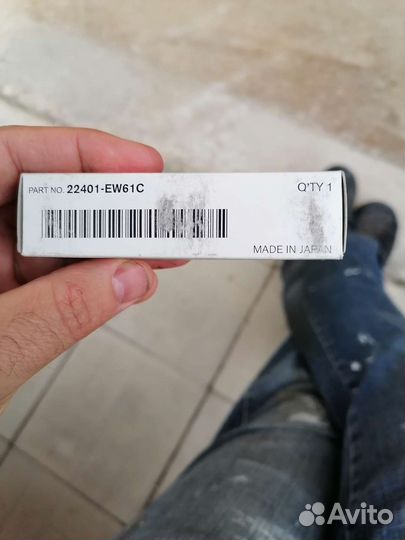 PART NO. 22401-EW61C
Q'TY 1
MADE IN JAPAN
Avito